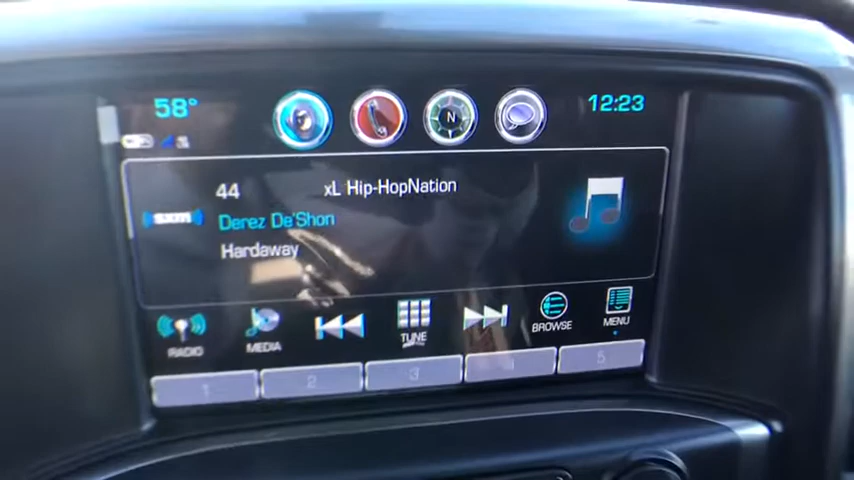 58°
N
12:23
44 xL Hip-HopNation
Derez De'Shon
Hardaway
RADIO
MEDIA
TUNE
BROWSE
MENU
1 2 3 4 5